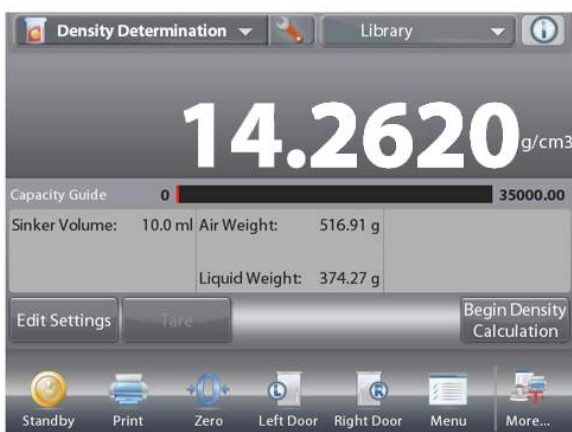 Density Determination Library
14.2620 g/cm3
Capacity Guide 0 35000.00
Sinker Volume: 10.0 ml Air Weight: 516.91 g
Liquid Weight: 374.27 g
Edit Settings Tare Begin Density
Calculation
L R
Standby Print Zero Left Door Right Door Menu More...